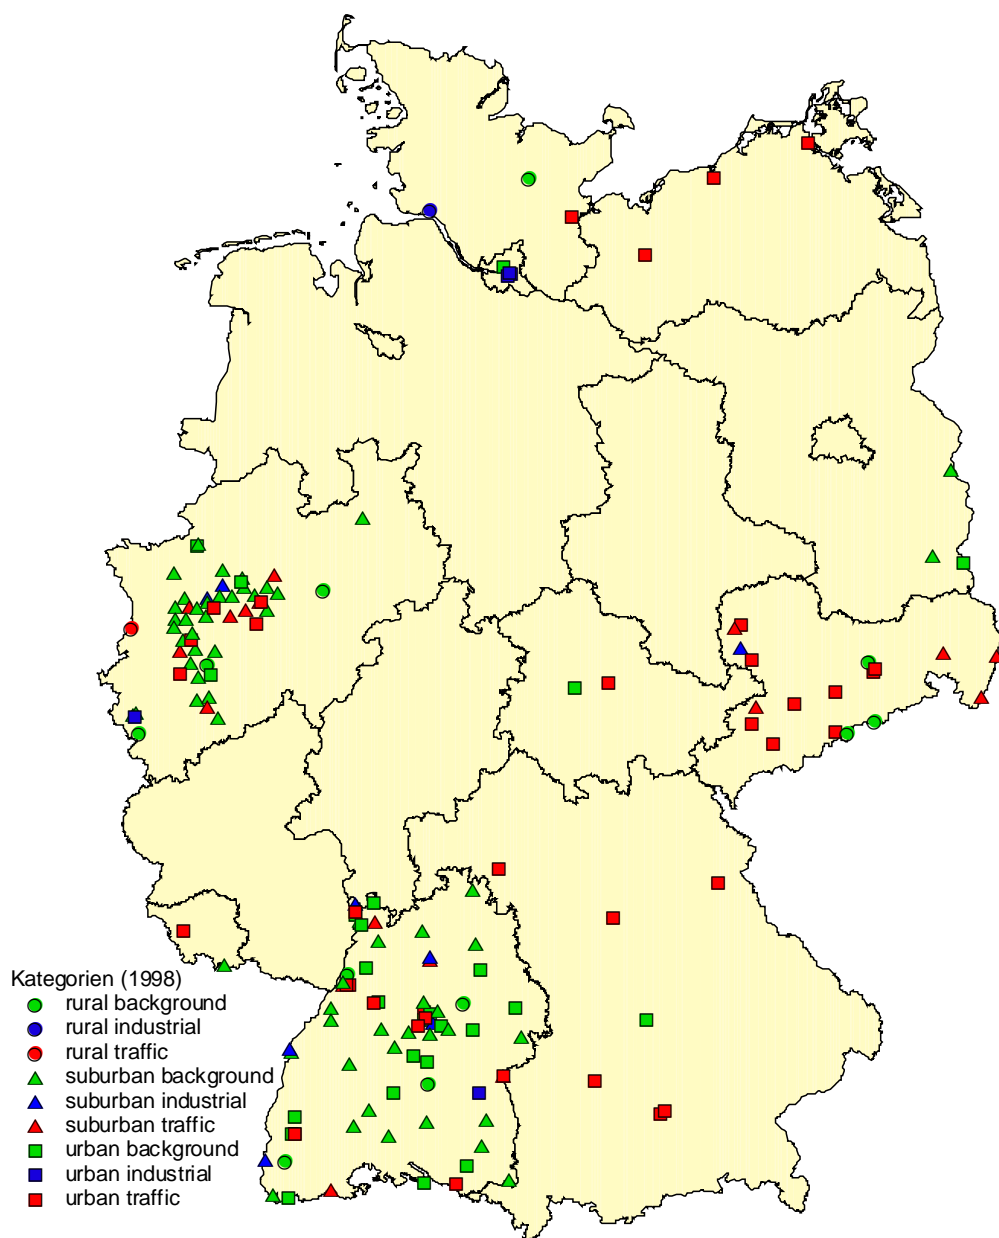 Kategorien (1998)
rural background
rural industrial
rural traffic
suburban background
suburban industrial
suburban traffic
urban background
urban industrial
urban traffic